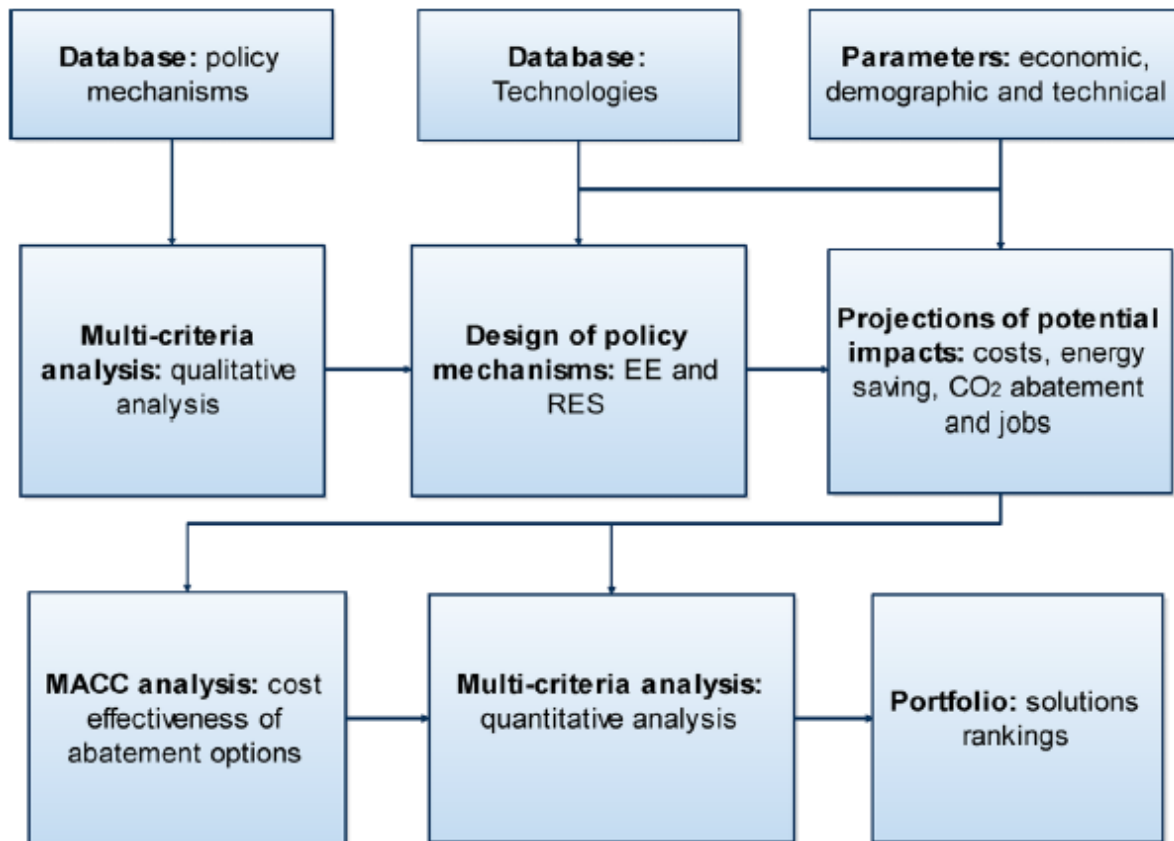 Database: policy
mechanisms
Database:
Technologies
Parameters: economic,
demographic and technical
Multi-criteria
analysis: qualitative
analysis
Design of policy
mechanisms: EE and
RES
Projections of potential
impacts: costs, energy
saving, CO2 abatement
and jobs
MACC analysis: cost
effectiveness of
abatement options
Multi-criteria analysis:
quantitative analysis
Portfolio: solutions
rankings